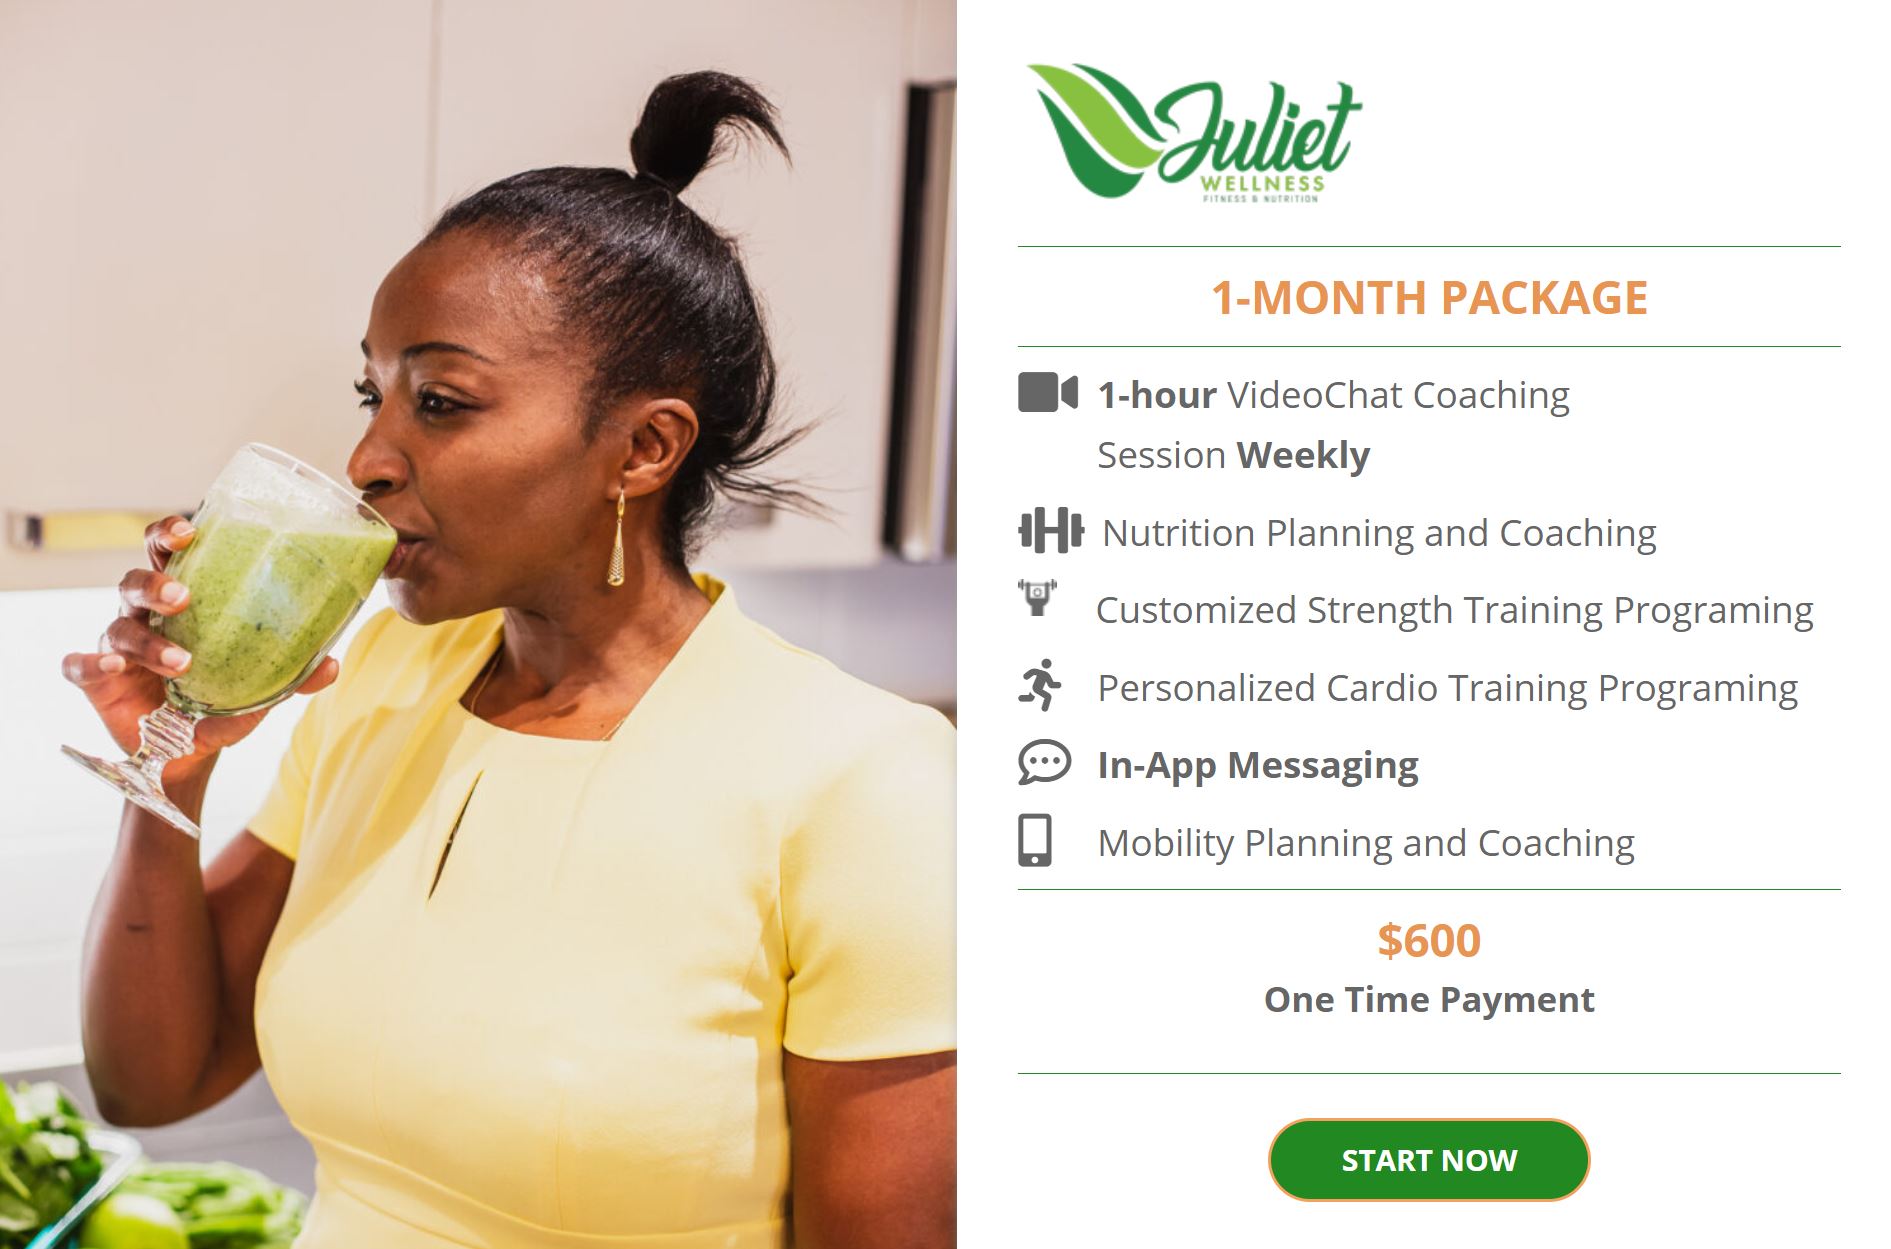 Juliet
WELLNESS
FITNESS & NUTRITION
1-MONTH PACKAGE
1-hour VideoChat Coaching
Session Weekly
Nutrition Planning and Coaching
Customized Strength Training Programing
Personalized Cardio Training Programing
In-App Messaging
Mobility Planning and Coaching
$600
One Time Payment
START NOW